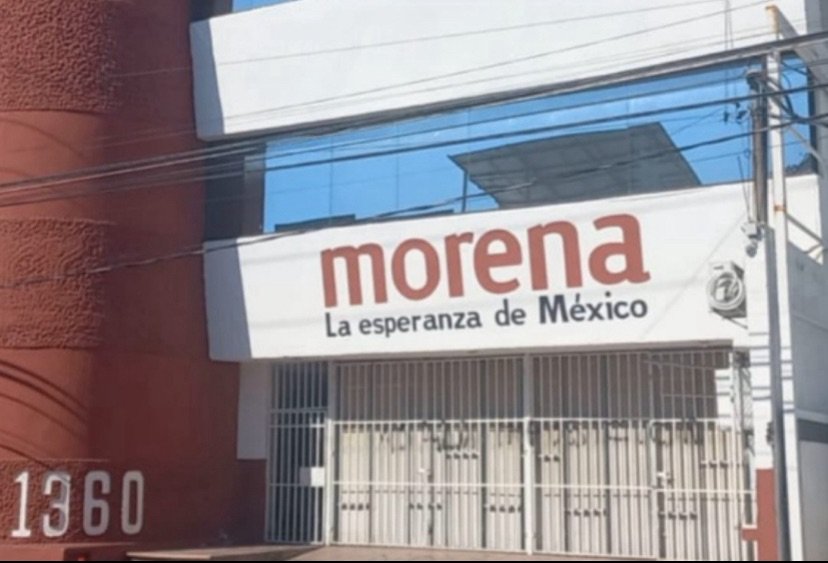 morena
La esperanza de México
1360